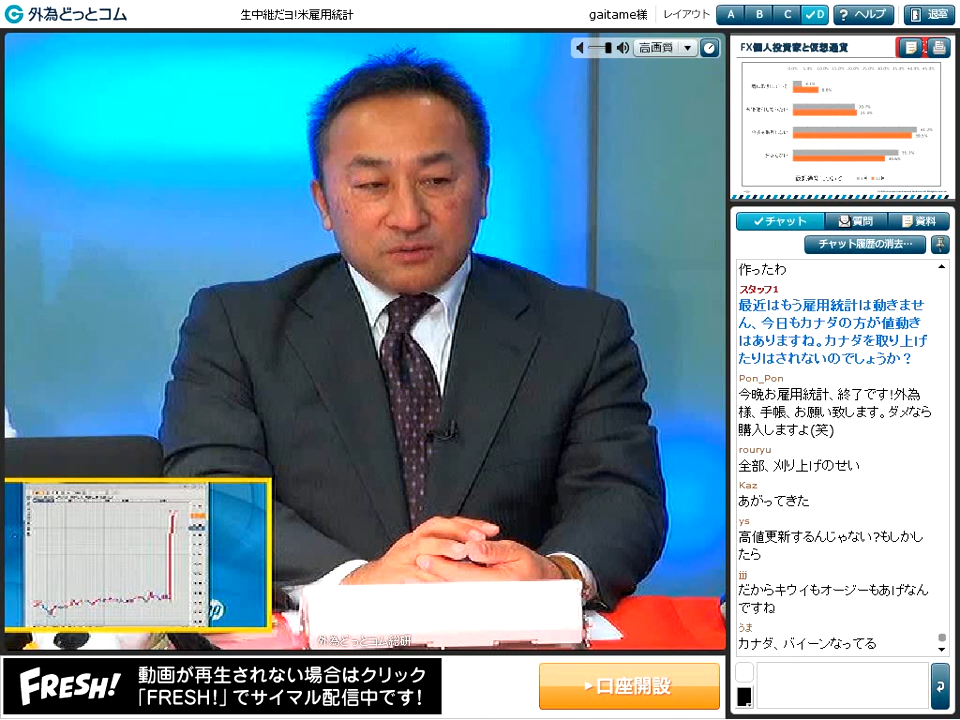 外為どっとコム
生中継だヨ!米雇用統計
gaitame様
レイアウト
A
B
C
D
? ヘルプ
退室
高画質
FX個人投資家と仮想通貨
チャット
質問
資料
チャット履歴の消去…
作ったわ
スタッフ1
最近はもう雇用統計は動きませ
ん、今日もカナダの方が値動き
はありますね。カナダを取り上げ
たりはされないのでしょうか?
Pon_Pon
今晩お雇用統計、終了です!外為
様、手帳、お願い致します。ダメなら
購入しますよ(笑)
rouryu
全部、刈り上げのせい
Kaz
あがってきた
ys
高値更新するんじゃない?もしかし
たら
jjj
だからキウイもオージーもあげなん
ですね
うま
カナダ、バイーンなってる
hp
外為どっとコム総研
FRESH!
動画が再生されない場合はクリック
「FRESH!」でサイマル配信中です!
口座開設